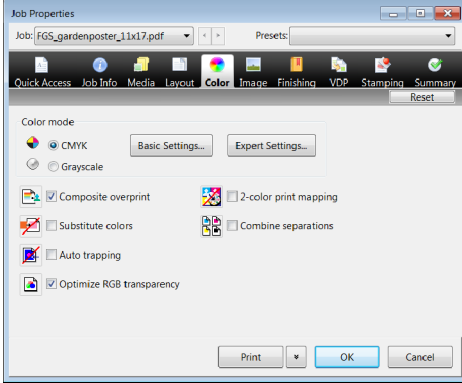 Job Properties
Job: FGS_gardenposter_11x17.pdf Presets:
Quick Access Job Info Media Layout Color Image Finishing VDP Stamping Summary
Reset
Color mode
CMYK Basic Settings... Expert Settings...
Grayscale
Composite overprint 2-color print mapping
Substitute colors Combine separations
Auto trapping
Optimize RGB transparency
Print OK Cancel